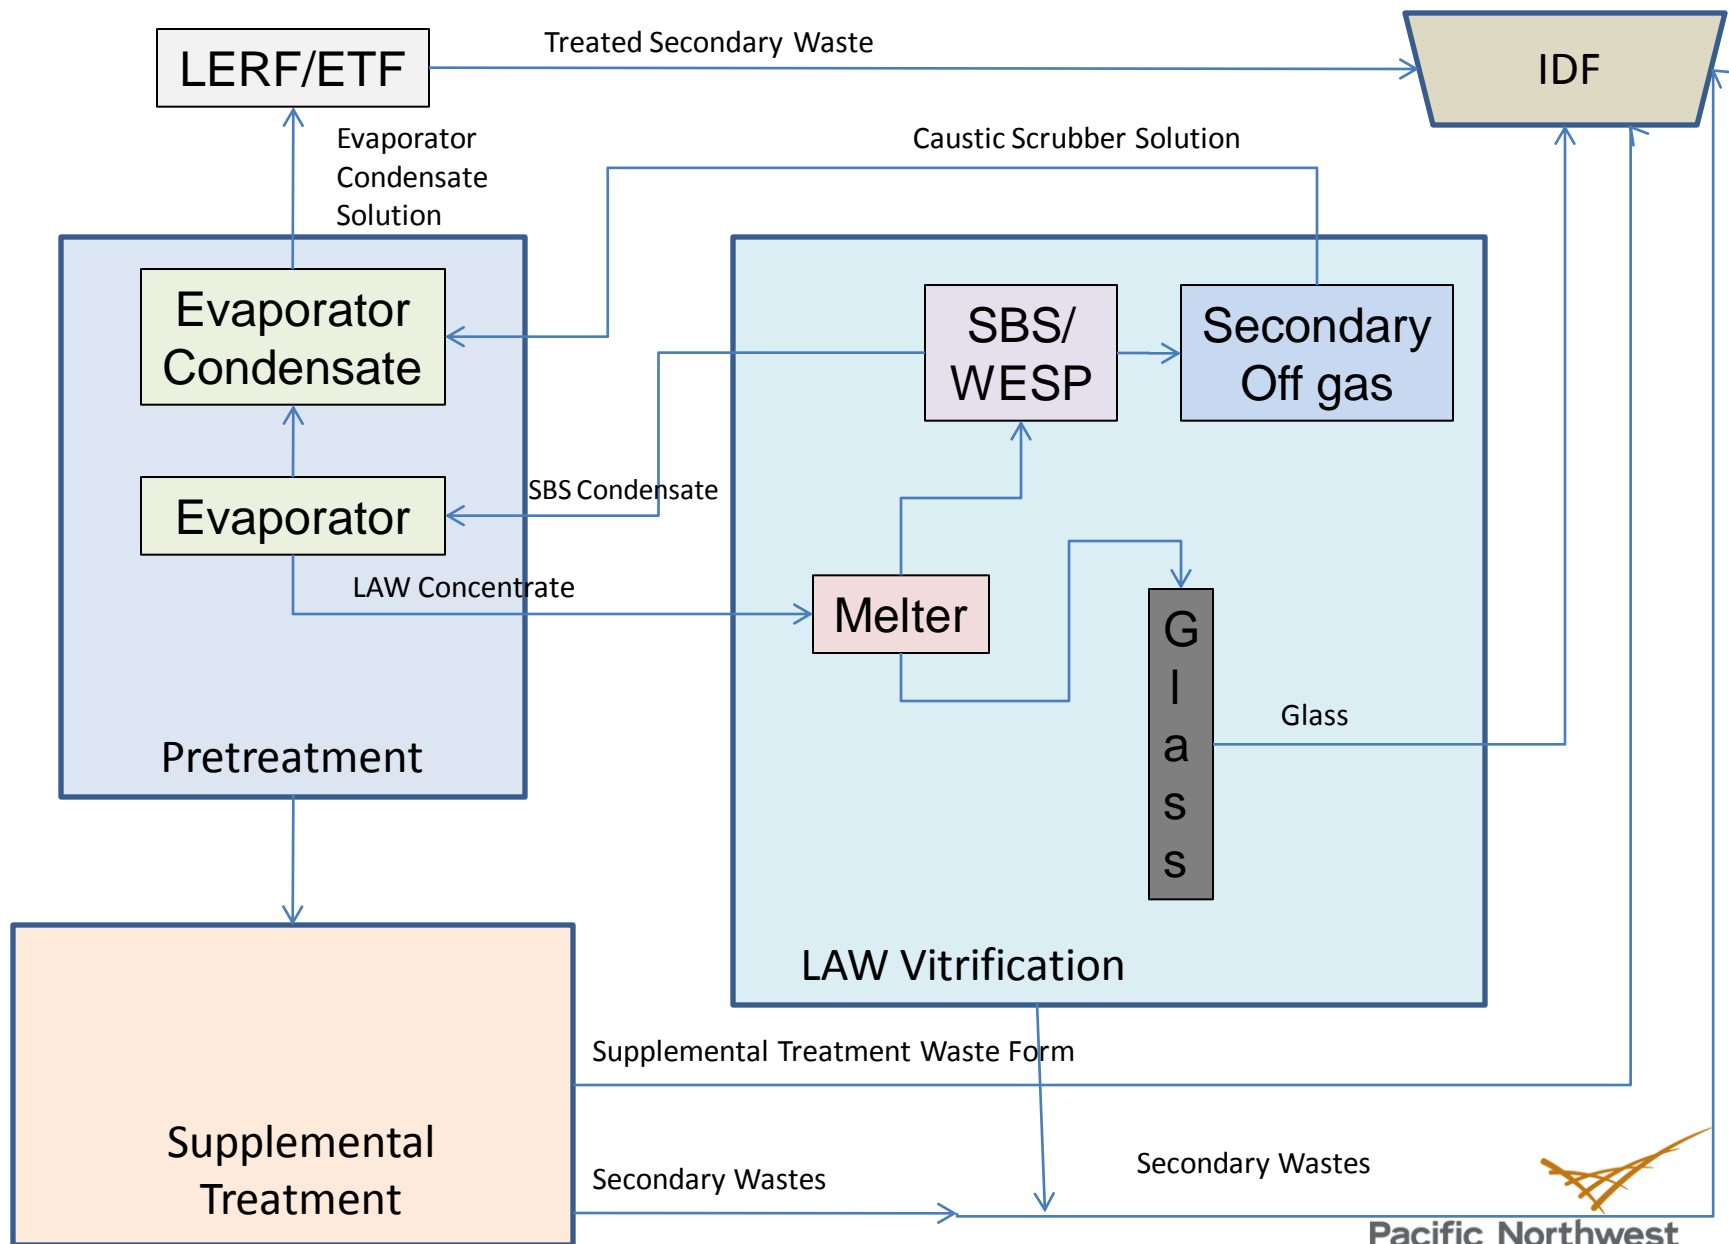 LERF/ETF
Treated Secondary Waste
IDF
Evaporator
Condensate
Solution
Caustic Scrubber Solution
Evaporator
Condensate
SBS/
WESP
Secondary
Off gas
Evaporator
SBS Condensate
LAW Concentrate
Melter
G
l
a
s
s
Glass
Pretreatment
LAW Vitrification
Supplemental Treatment Waste Form
Supplemental
Treatment
Secondary Wastes
Secondary Wastes
Pacific Northwest